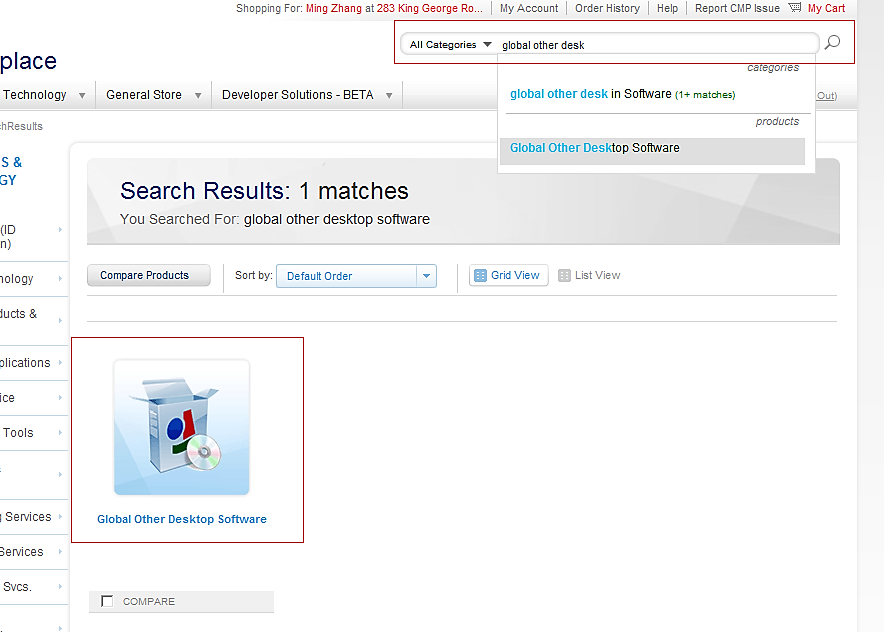 Shopping For: Ming Zhang at 283 King George Ro... My Account Order History Help Report CMP Issue My Cart
All Categories global other desk
place
categories
global other desk in Software (1+ matches)
Technology General Store Developer Solutions - BETA
Out)
products
Global Other Desktop Software
hResults
S &
GY
Search Results: 1 matches
You Searched For: global other desktop software
(ID
n)
nology
Compare Products Sort by: Default Order Grid View List View
ducts &
plications
ice
Tools
Services
Services
Svcs.
Global Other Desktop Software
COMPARE